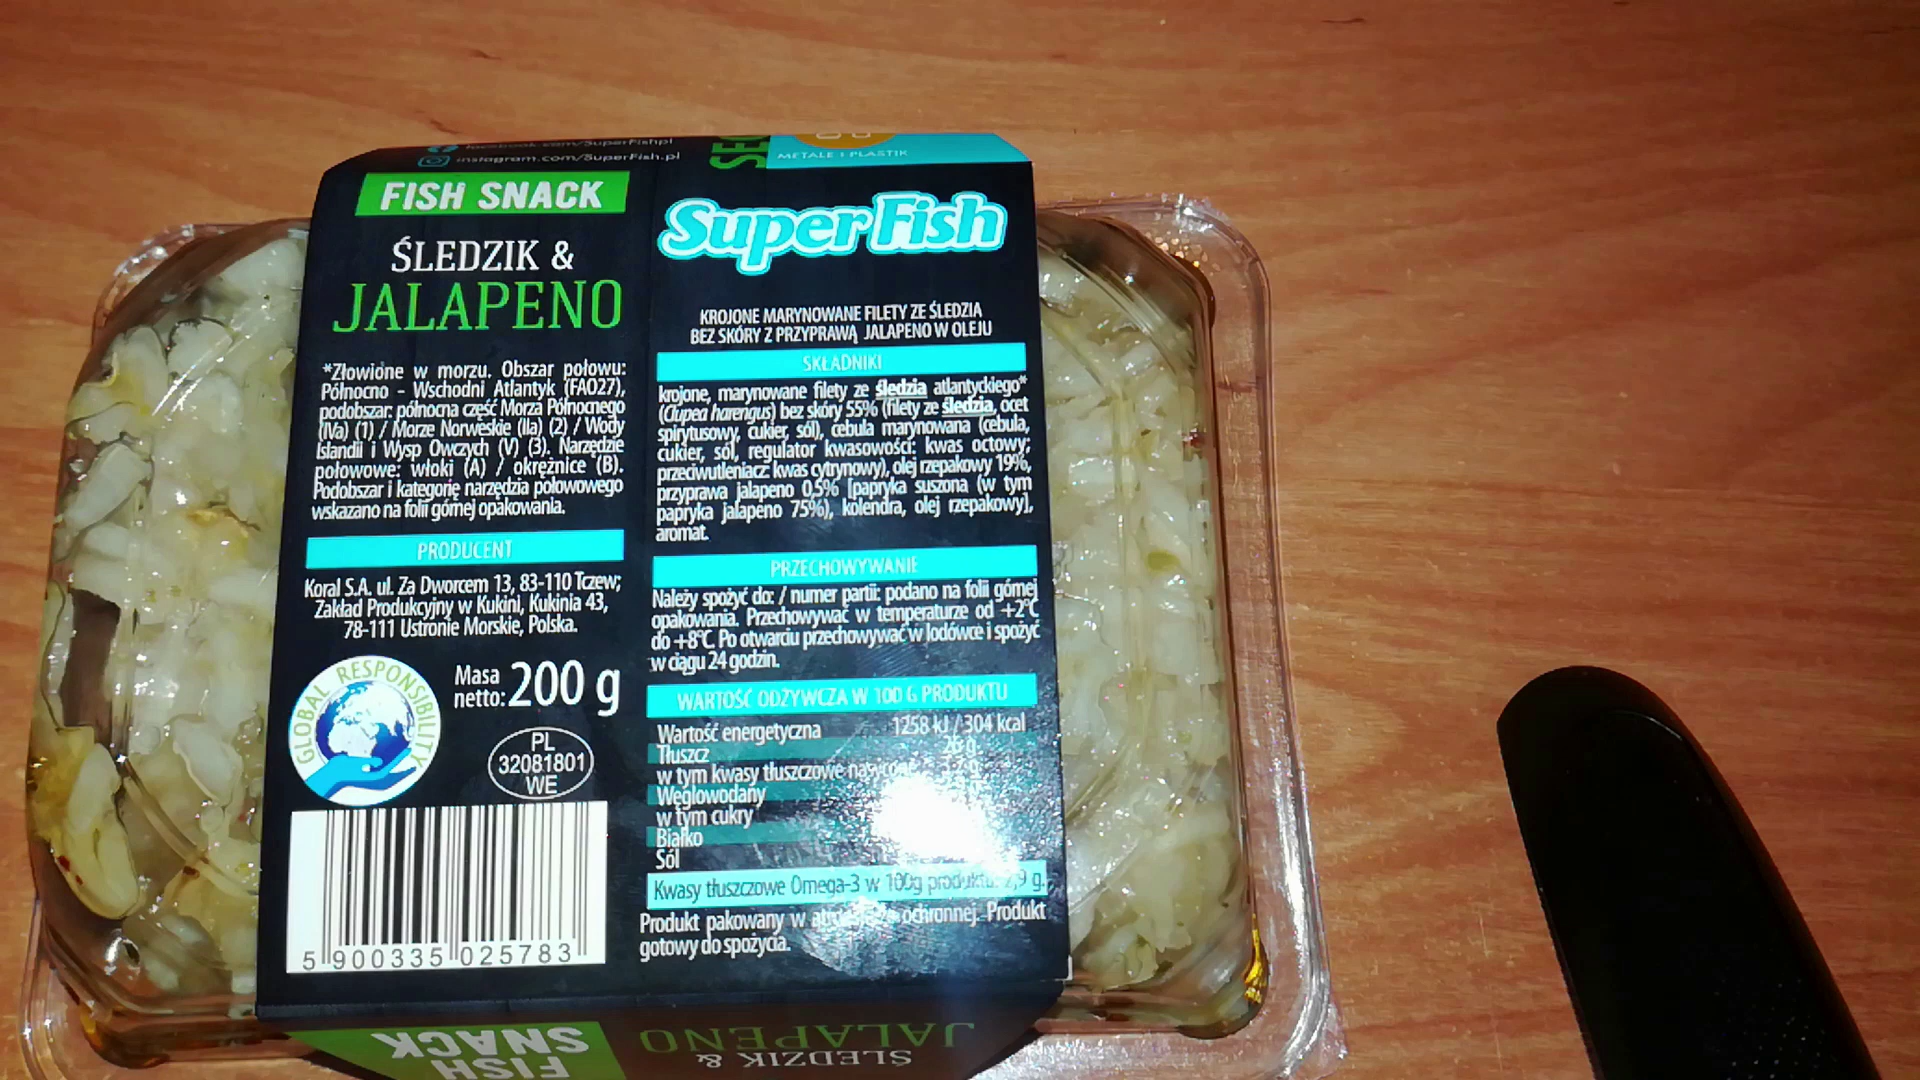 facebook.com/SuperFishpl
instagram.com/SuperFish.pl
FISH SNACK
ŚLEDZIK &
JALAPENO
*Złowione w morzu. Obszar połowu:
Północno - Wschodni Atlantyk (FAO27),
podobszar: północna część Morza Północnego
(IVa) (1) / Morze Norweskie (IIa) (2) / Wody
Islandii i Wysp Owczych (V) (3). Narzędzie
połowowe: włoki (A) / okrężnice (B).
Podobszar i kategorię narzędzia połowowego
wskazano na folii górnej opakowania.
PRODUCENT
Koral S.A. ul. Za Dworcem 13, 83-110 Tczew;
Zakład Produkcyjny w Kukini, Kukinia 43,
78-111 Ustronie Morskie, Polska.
GLOBAL RESPONSIBILITY
Masa
netto: 200 g
PL
32081801
WE
5 900335 025783
METALE I PLASTIK
SuperFish
KROJONE MARYNOWANE FILETY ZE ŚLEDZIA
BEZ SKÓRY Z PRZYPRAWĄ JALAPENO W OLEJU
SKŁADNIKI
krojone, marynowane filety ze śledzia atlantyckiego*
(Clupea harengus) bez skóry 55% (filety ze śledzia, ocet
spirytusowy, cukier, sól), cebula marynowana (cebula,
cukier, sól, regulator kwasowości: kwas octowy;
przeciwutleniacz: kwas cytrynowy), olej rzepakowy 19%,
przyprawa jalapeno 0,5% [papryka suszona (w tym
papryka jalapeno 75%), kolendra, olej rzepakowy],
aromat.
PRZECHOWYWANIE
Należy spożyć do: / numer partii: podano na folii górnej
opakowania. Przechowywać w temperaturze od +2°C
do +8°C. Po otwarciu przechowywać w lodówce i spożyć
w ciągu 24 godzin.
WARTOŚĆ ODŻYWCZA W 100 G PRODUKTU
Wartość energetyczna 1258 kJ / 304 kcal
Tłuszcz
w tym kwasy tłuszczowe
Węglowodany
w tym cukry
Białko
Sól
Kwasy tłuszczowe Omega-3 w 100g produktu:
Produkt pakowany w ochronnej. Produkt
gotowy do spożycia.
FISH
SNACK
ŚLEDZIK &
JALAPENO